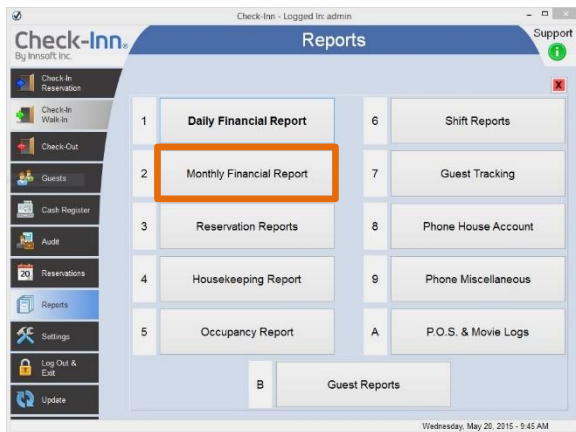 Check-Inn - Logged In: admin
Check-Inn®
By Innsoft Inc.
Reports
Support
Check-In
Reservation
Check-In
Walk-In
Check-Out
Guests
Cash Register
Audit
20
Reservations
Reports
Settings
Log Out &
Exit
Update
X
1 Daily Financial Report
6 Shift Reports
2 Monthly Financial Report
7 Guest Tracking
3 Reservation Reports
8 Phone House Account
4 Housekeeping Report
9 Phone Miscellaneous
5 Occupancy Report
A P.O.S. & Movie Logs
B Guest Reports
Wednesday, May 20, 2015 - 9:45 AM